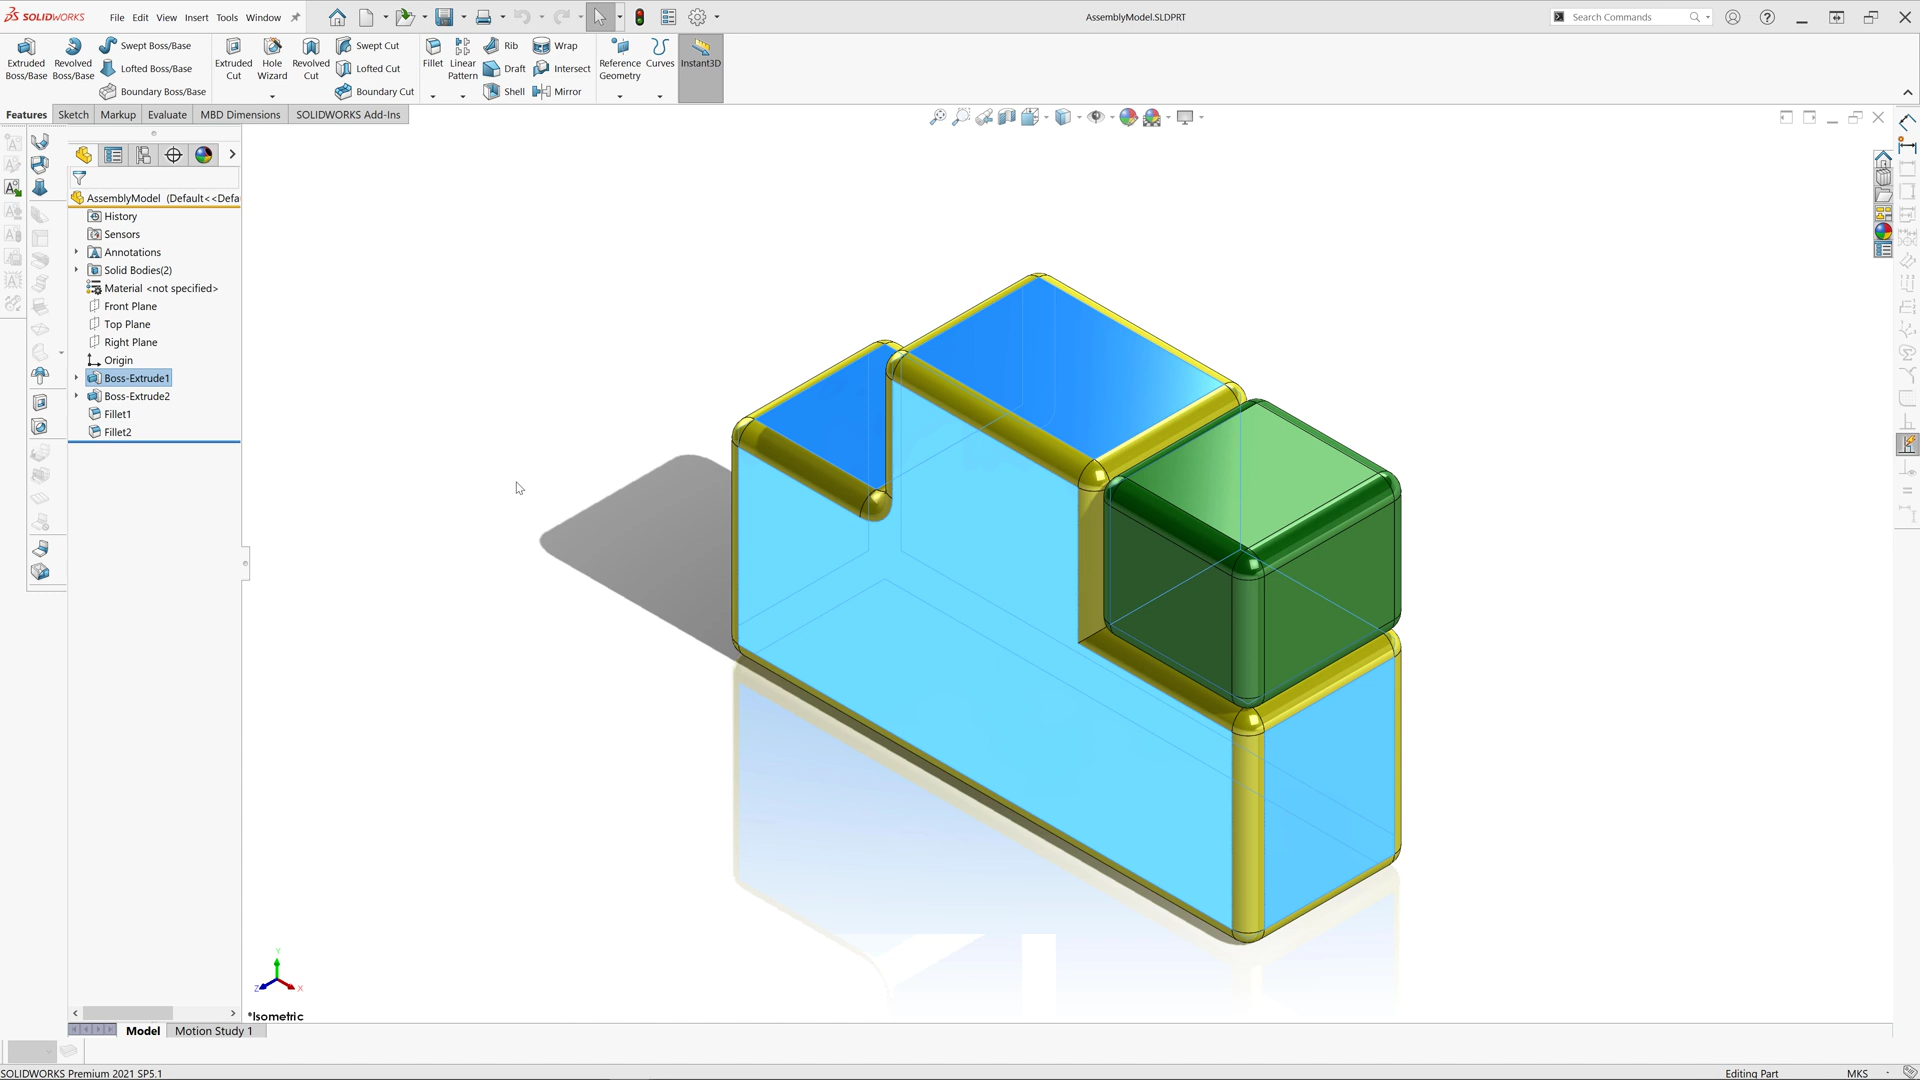 SOLIDWORKS File Edit View Insert Tools Window AssemblyModel.SLDPRT Search Commands
Extruded Boss/Base
Revolved Boss/Base
Swept Boss/Base
Lofted Boss/Base
Boundary Boss/Base
Extruded Cut
Hole Wizard
Revolved Cut
Swept Cut
Lofted Cut
Boundary Cut
Fillet
Linear Pattern
Rib
Draft
Shell
Wrap
Intersect
Mirror
Reference Geometry
Curves
Instant3D
Features Sketch Markup Evaluate MBD Dimensions SOLIDWORKS Add-Ins
AssemblyModel (Default<<Defa
History
Sensors
Annotations
Solid Bodies(2)
Material <not specified>
Front Plane
Top Plane
Right Plane
Origin
Boss-Extrude1
Boss-Extrude2
Fillet1
Fillet2
Y
Z X
*Isometric
Model Motion Study 1
SOLIDWORKS Premium 2021 SP5.1 Editing Part MKS